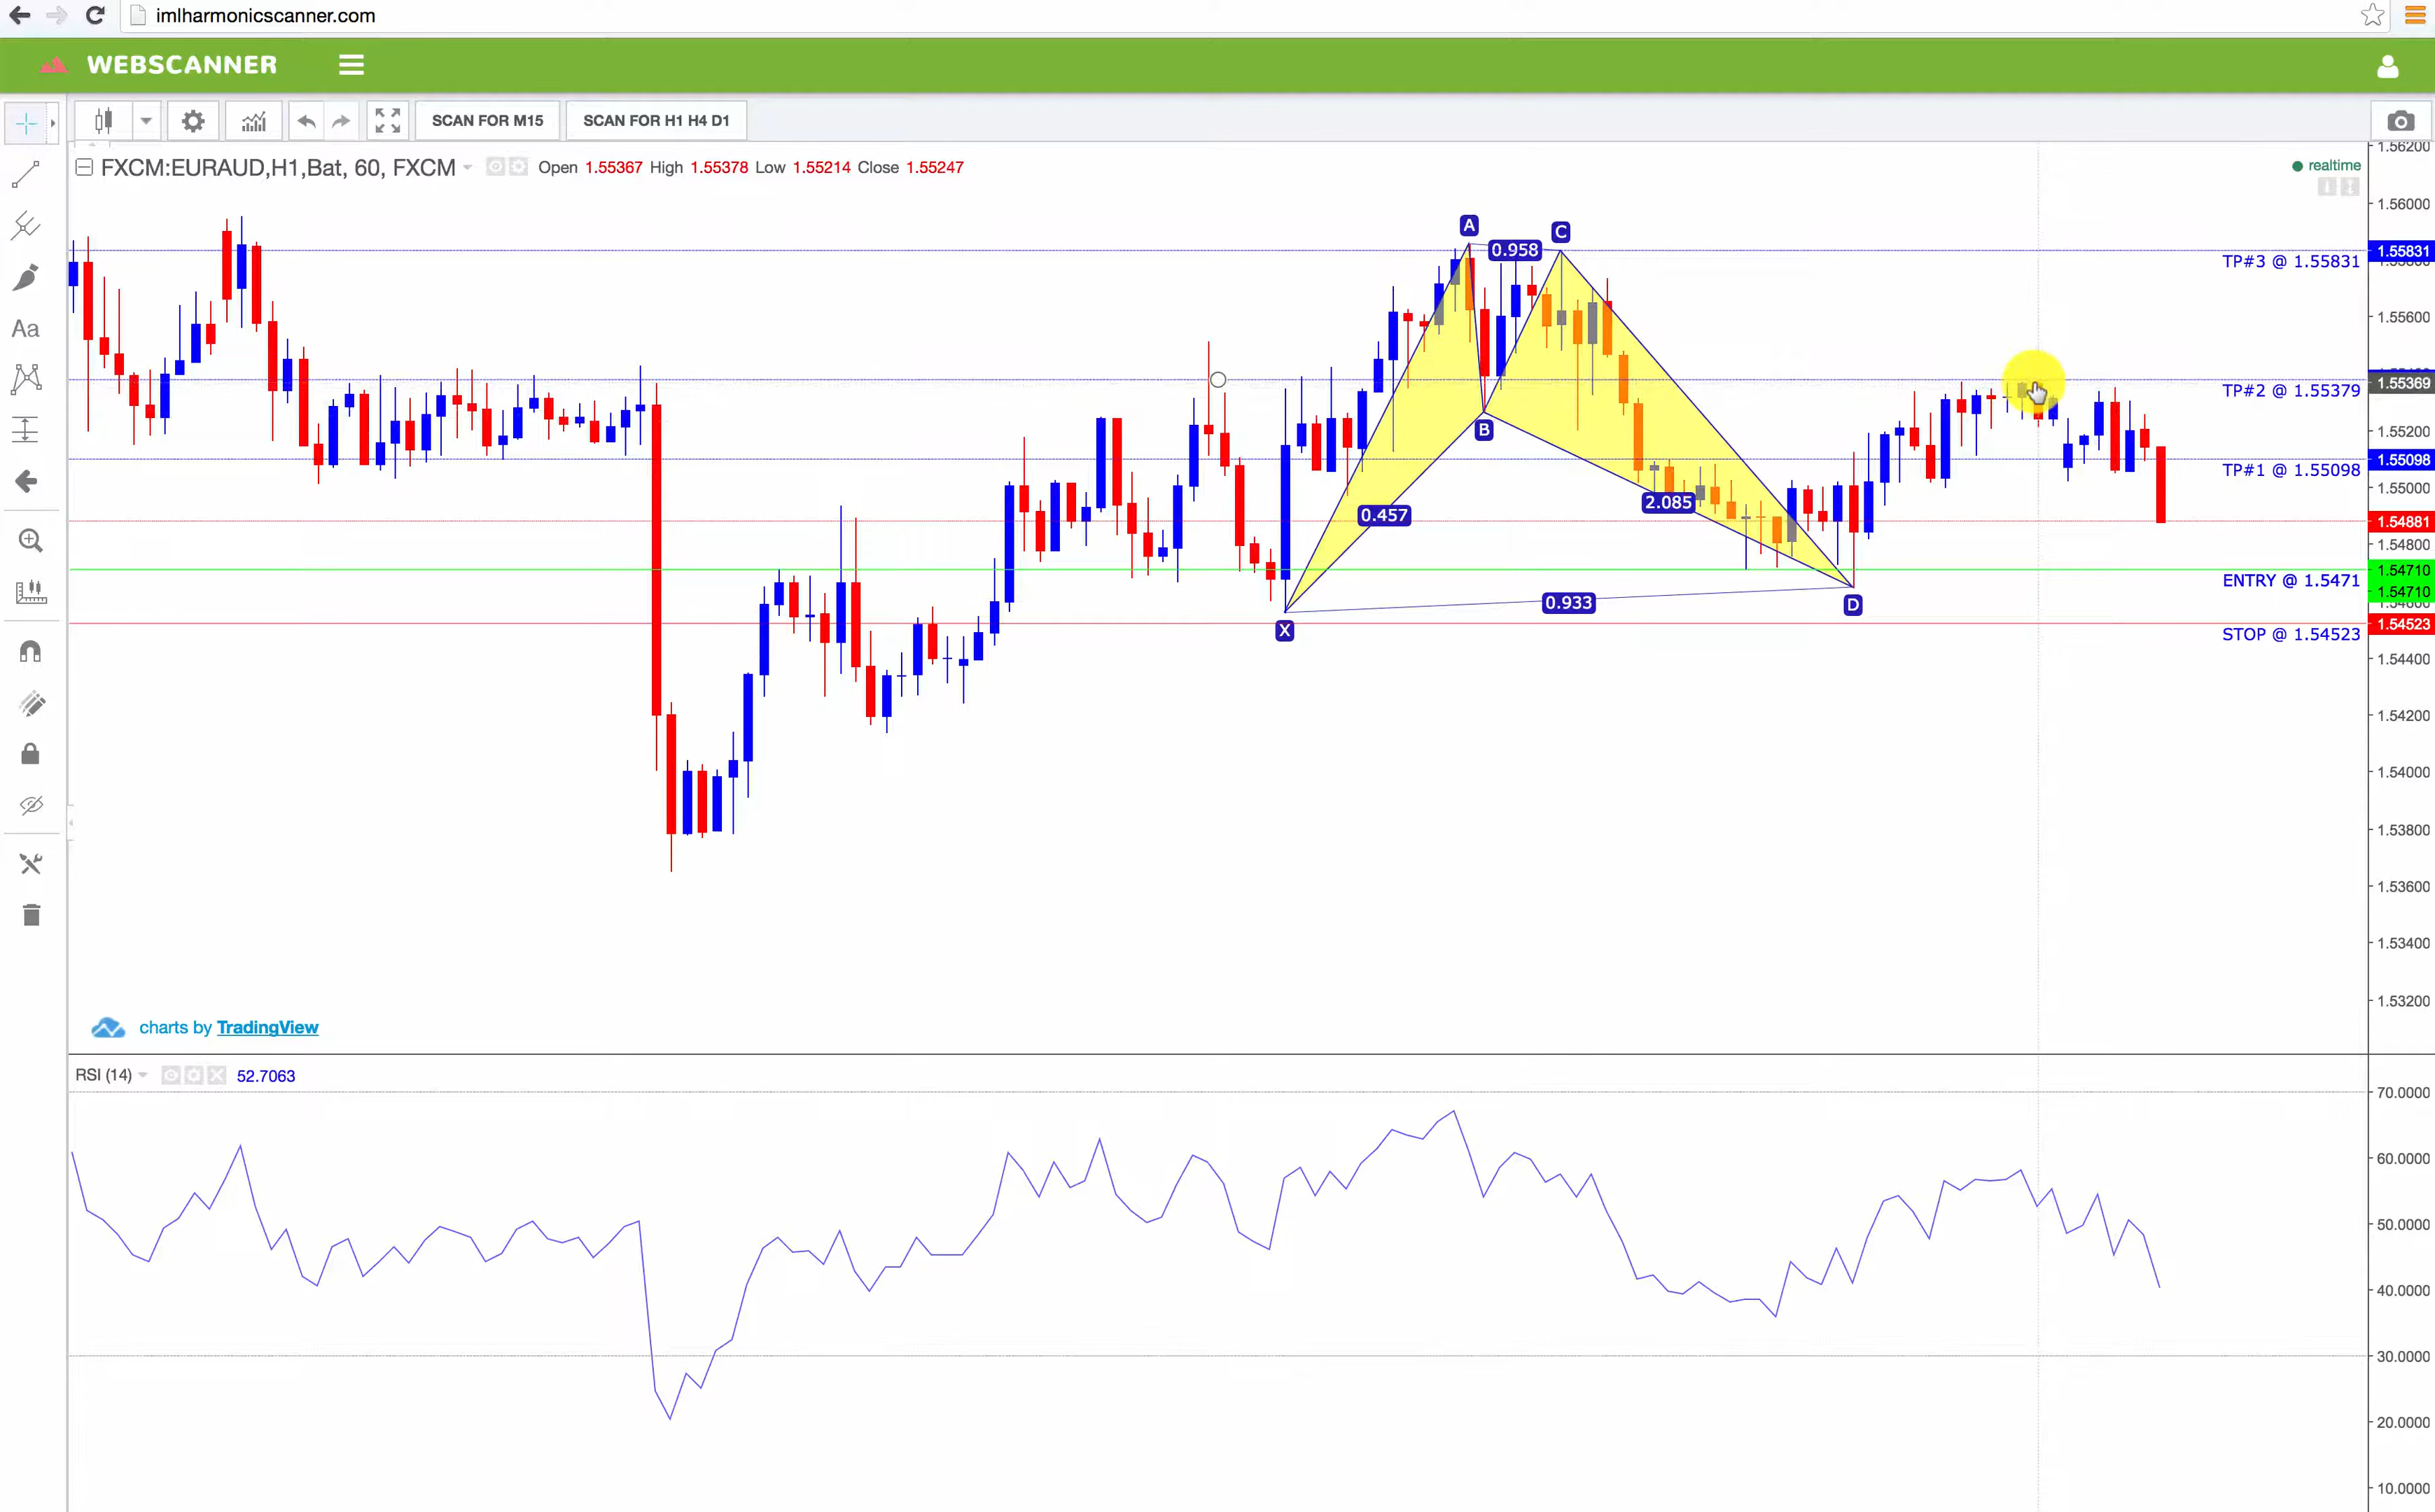 imlharmonicscanner.com
WEBSCANNER
SCAN FOR M15 SCAN FOR H1 H4 D1
FXCM:EURAUD,H1,Bat, 60, FXCM Open 1.55367 High 1.55378 Low 1.55214 Close 1.55247
realtime
Aa
1.56200
1.56000
A
C
0.958
1.55831
TP#3 @ 1.55831
1.55600
1.55369
TP#2 @ 1.55379
B
1.55200
1.55098
TP#1 @ 1.55098
1.55000
2.085
0.457
1.54881
1.54800
1.54710
ENTRY @ 1.5471
1.54710
0.933
D
X
1.54523
STOP @ 1.54523
1.54400
1.54200
1.54000
1.53800
1.53600
1.53400
1.53200
charts by TradingView
RSI (14) 52.7063
70.0000
60.0000
50.0000
40.0000
30.0000
20.0000
10.0000